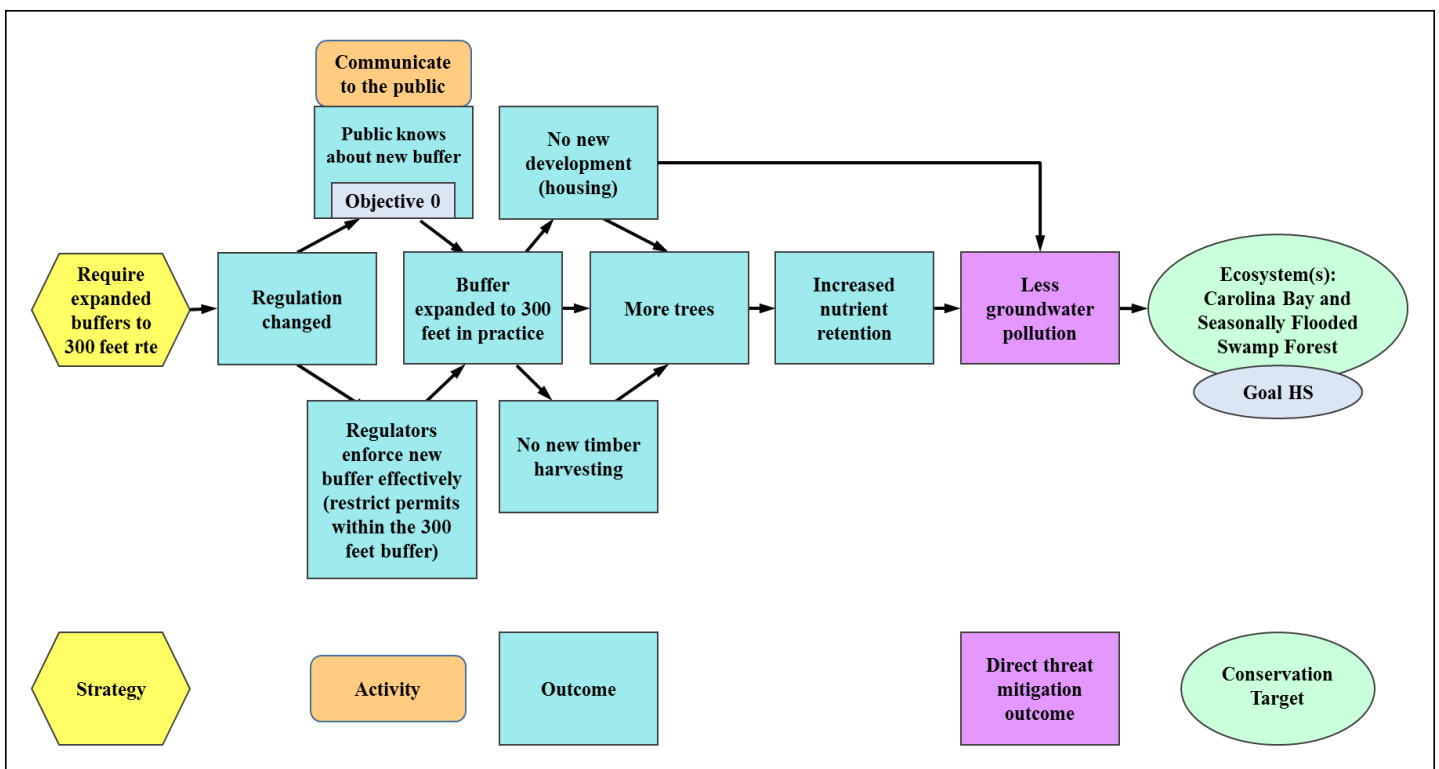 Communicate
to the public
Public knows
about new buffer
Objective 0
No new
development
(housing)
Require
expanded
buffers to
300 feet rte
Regulation
changed
Buffer
expanded to 300
feet in practice
More trees
Increased
nutrient
retention
Less
groundwater
pollution
Ecosystem(s):
Carolina Bay and
Seasonally Flooded
Swamp Forest
Goal HS
Regulators
enforce new
buffer effectively
(restrict permits
within the 300
feet buffer)
No new timber
harvesting
Strategy
Activity
Outcome
Direct threat
mitigation
outcome
Conservation
Target